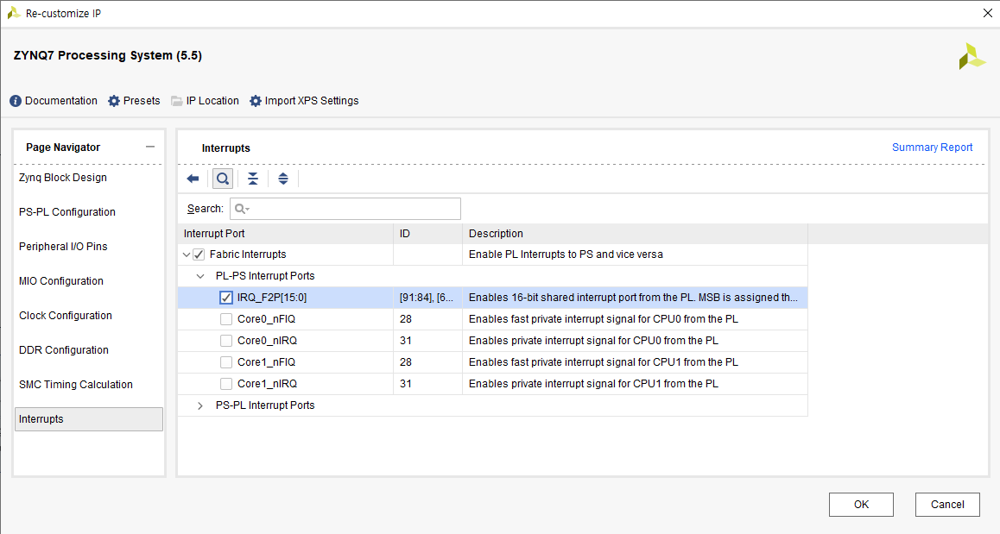 Re-customize IP
ZYNQ7 Processing System (5.5)
Documentation Presets IP Location Import XPS Settings
Page Navigator
Zynq Block Design
PS-PL Configuration
Peripheral I/O Pins
MIO Configuration
Clock Configuration
DDR Configuration
SMC Timing Calculation
Interrupts
Interrupts Summary Report
Search:
Interrupt Port ID Description
Fabric Interrupts Enable PL Interrupts to PS and vice versa
PL-PS Interrupt Ports
IRQ_F2P[15:0] [91:84], [6... Enables 16-bit shared interrupt port from the PL. MSB is assigned th...
Core0_nFIQ 28 Enables fast private interrupt signal for CPU0 from the PL
Core0_nIRQ 31 Enables private interrupt signal for CPU0 from the PL
Core1_nFIQ 28 Enables fast private interrupt signal for CPU1 from the PL
Core1_nIRQ 31 Enables private interrupt signal for CPU1 from the PL
PS-PL Interrupt Ports
OK Cancel